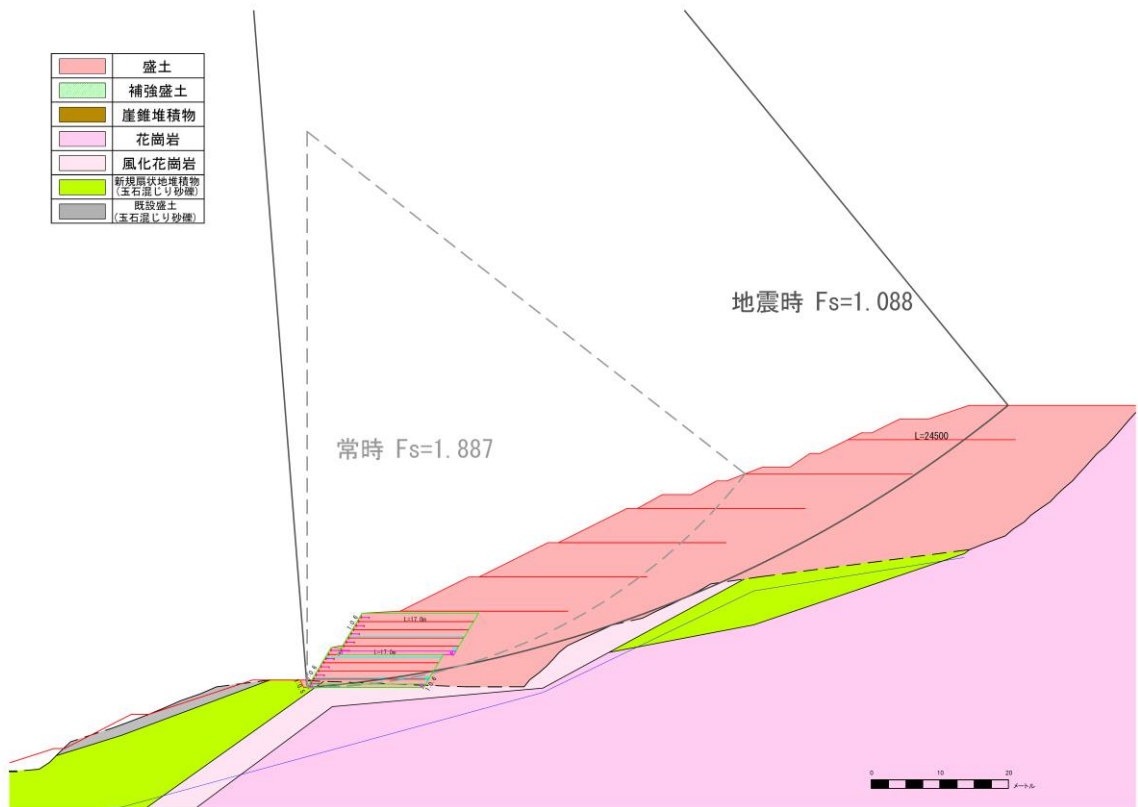 盛土
補強盛土
崖錐堆積物
花崗岩
風化花崗岩
新規扇状地堆積物
(玉石混じり砂礫)
既設盛土
(玉石混じり砂礫)
地震時 Fs=1.088
常時 Fs=1.887
L=24500
L=17.0m
L=17.0m
0 10 20
メートル